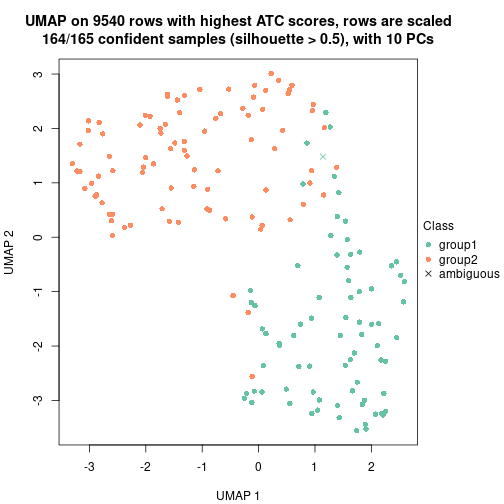 UMAP on 9540 rows with highest ATC scores, rows are scaled
164/165 confident samples (silhouette > 0.5), with 10 PCs
3
2
1
0
-1
-2
-3
UMAP 2
-3 -2 -1 0 1 2
UMAP 1
Class
group1
group2
ambiguous